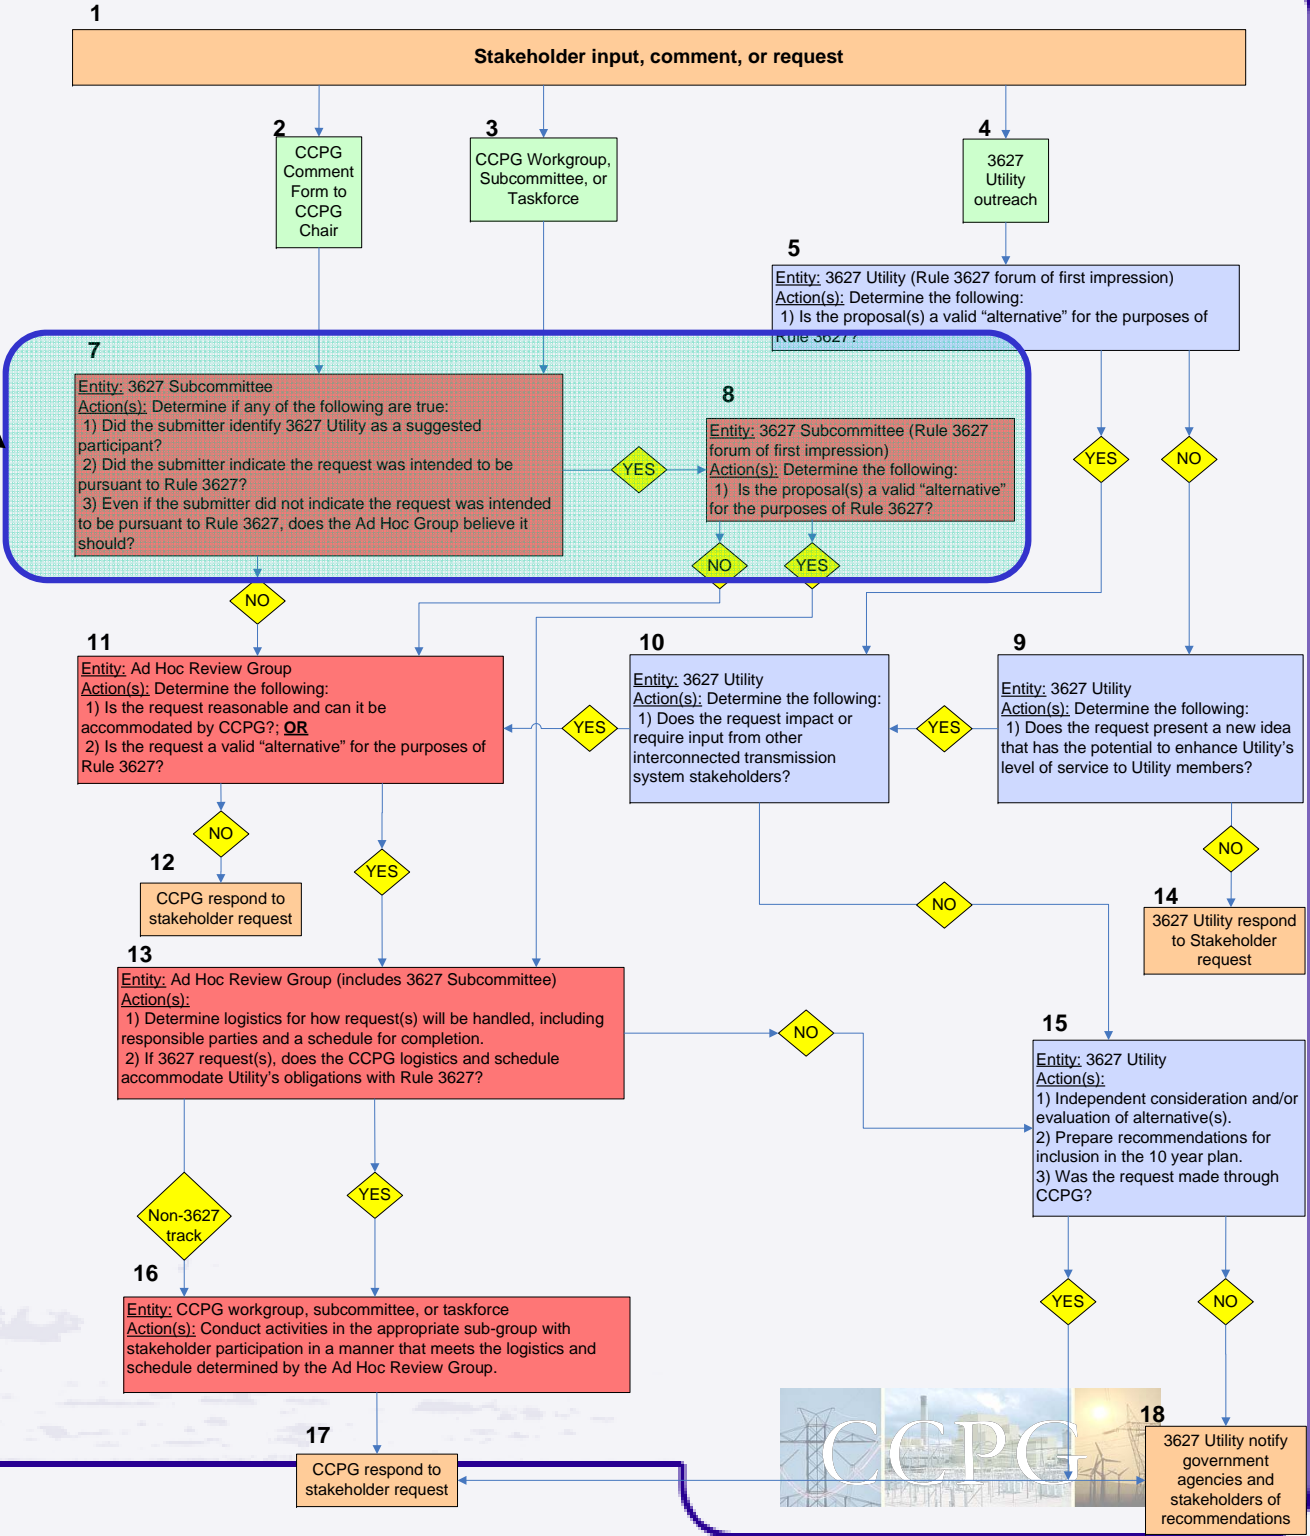 1
Stakeholder input, comment, or request
2
CCPG
Comment
Form to
CCPG
Chair
3
CCPG Workgroup,
Subcommittee, or
Taskforce
4
3627
Utility
outreach
5
Entity: 3627 Utility (Rule 3627 forum of first impression)
Action(s): Determine the following:
1) Is the proposal(s) a valid “alternative” for the purposes of
Rule 3627?
7
Entity: 3627 Subcommittee
Action(s): Determine if any of the following are true:
1) Did the submitter identify 3627 Utility as a suggested
participant?
2) Did the submitter indicate the request was intended to be
pursuant to Rule 3627?
3) Even if the submitter did not indicate the request was intended
to be pursuant to Rule 3627, does the Ad Hoc Group believe it
should?
YES
8
Entity: 3627 Subcommittee (Rule 3627
forum of first impression)
Action(s): Determine the following:
1) Is the proposal(s) a valid “alternative”
for the purposes of Rule 3627?
YES
NO
NO
YES
NO
11
Entity: Ad Hoc Review Group
Action(s): Determine the following:
1) Is the request reasonable and can it be
accommodated by CCPG?; OR
2) Is the request a valid “alternative” for the purposes of
Rule 3627?
YES
10
Entity: 3627 Utility
Action(s): Determine the following:
1) Does the request impact or
require input from other
interconnected transmission
system stakeholders?
YES
9
Entity: 3627 Utility
Action(s): Determine the following:
1) Does the request present a new idea
that has the potential to enhance Utility’s
level of service to Utility members?
NO
YES
NO
NO
12
CCPG respond to
stakeholder request
14
3627 Utility respond
to Stakeholder
request
13
Entity: Ad Hoc Review Group (includes 3627 Subcommittee)
Action(s):
1) Determine logistics for how request(s) will be handled, including
responsible parties and a schedule for completion.
2) If 3627 request(s), does the CCPG logistics and schedule
accommodate Utility’s obligations with Rule 3627?
NO
15
Entity: 3627 Utility
Action(s):
1) Independent consideration and/or
evaluation of alternative(s).
2) Prepare recommendations for
inclusion in the 10 year plan.
3) Was the request made through
CCPG?
Non-3627
track
YES
YES
NO
16
Entity: CCPG workgroup, subcommittee, or taskforce
Action(s): Conduct activities in the appropriate sub-group with
stakeholder participation in a manner that meets the logistics and
schedule determined by the Ad Hoc Review Group.
17
CCPG respond to
stakeholder request
CCPG
18
3627 Utility notify
government
agencies and
stakeholders of
recommendations